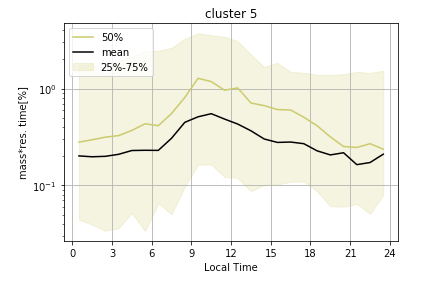 cluster 5
50%
mean
25%-75%
mass*res. time[%]
10⁰
10⁻¹
0 3 6 9 12 15 18 21 24
Local Time